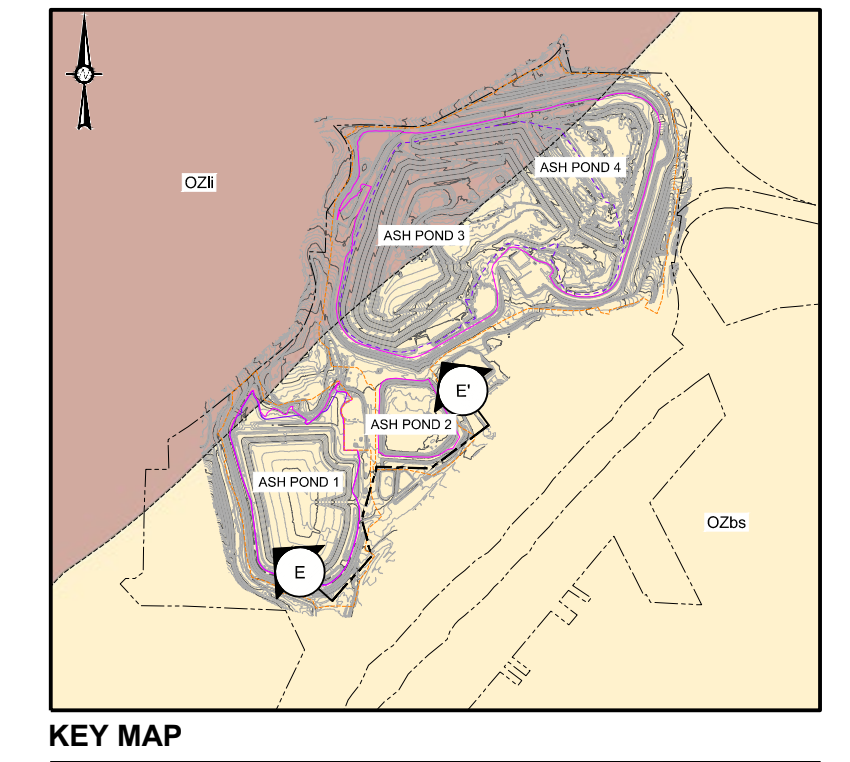 N
OZli
ASH POND 4
ASH POND 3
E'
ASH POND 2
ASH POND 1
OZbs
E
KEY MAP